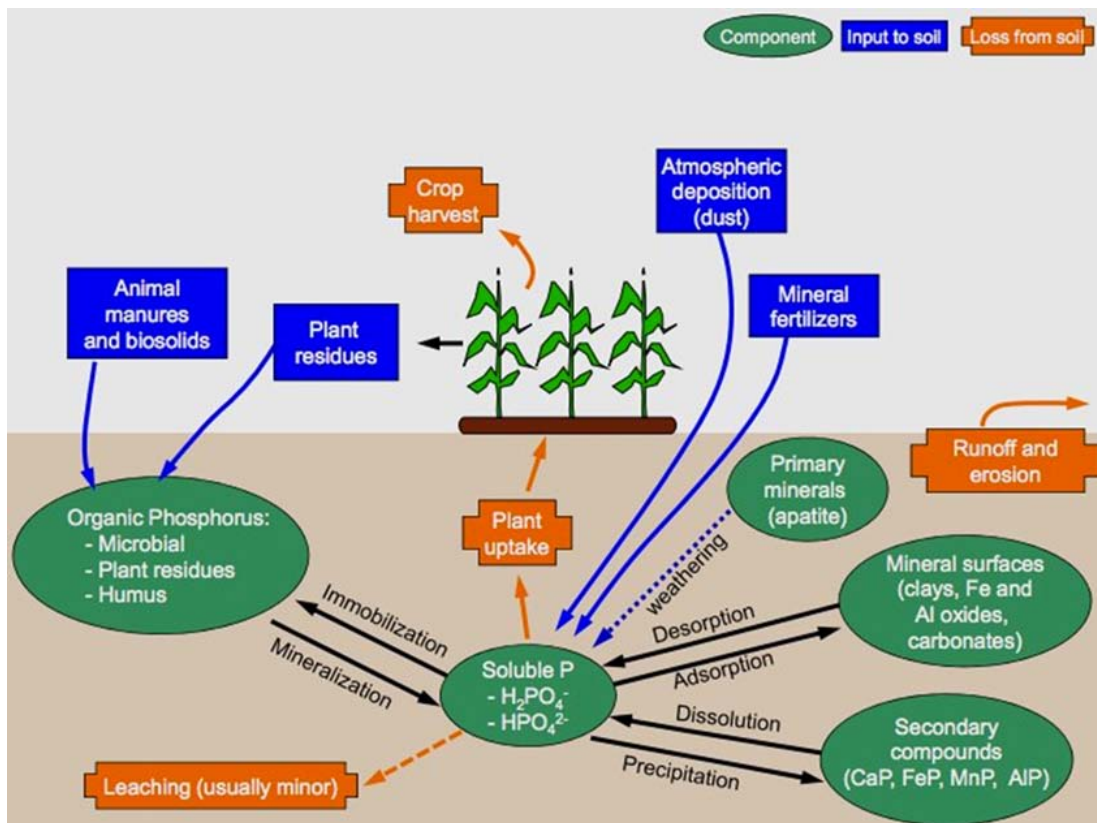 Component
Input to soil
Loss from soil
Atmospheric
deposition
(dust)
Crop
harvest
Animal
manures
and biosolids
Plant
residues
Mineral
fertilizers
Runoff and
erosion
Primary
minerals
(apatite)
Organic Phosphorus:
- Microbial
- Plant residues
- Humus
Plant
uptake
weathering
Mineral surfaces
(clays, Fe and
Al oxides,
carbonates)
Immobilization
Mineralization
Desorption
Adsorption
Soluble P
- H₂PO₄⁻
- HPO₄²⁻
Dissolution
Precipitation
Secondary
compounds
(CaP, FeP, MnP, AlP)
Leaching (usually minor)